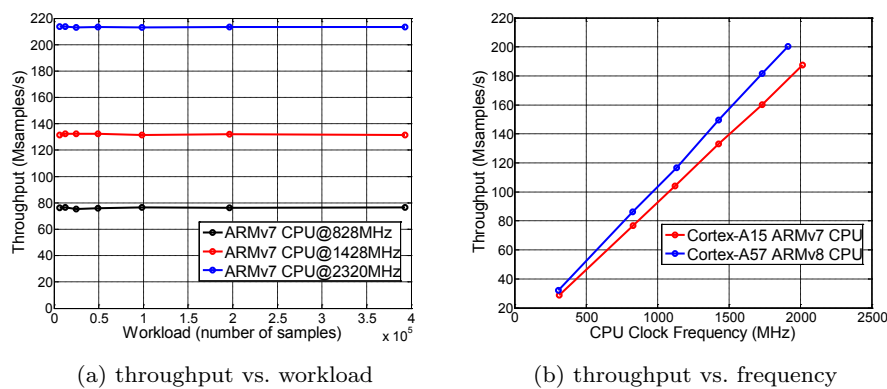 220
200
180
160
140
120
100
80
60
40
20
0
Throughput (Msamples/s)
ARMv7 CPU@828MHz
ARMv7 CPU@1428MHz
ARMv7 CPU@2320MHz
0 0.5 1 1.5 2 2.5 3 3.5 4
Workload (number of samples)
x 10^5
(a) throughput vs. workload
220
200
180
160
140
120
100
80
60
40
20
Throughput (Msamples/s)
Cortex-A15 ARMv7 CPU
Cortex-A57 ARMv8 CPU
0 500 1000 1500 2000 2500
CPU Clock Frequency (MHz)
(b) throughput vs. frequency